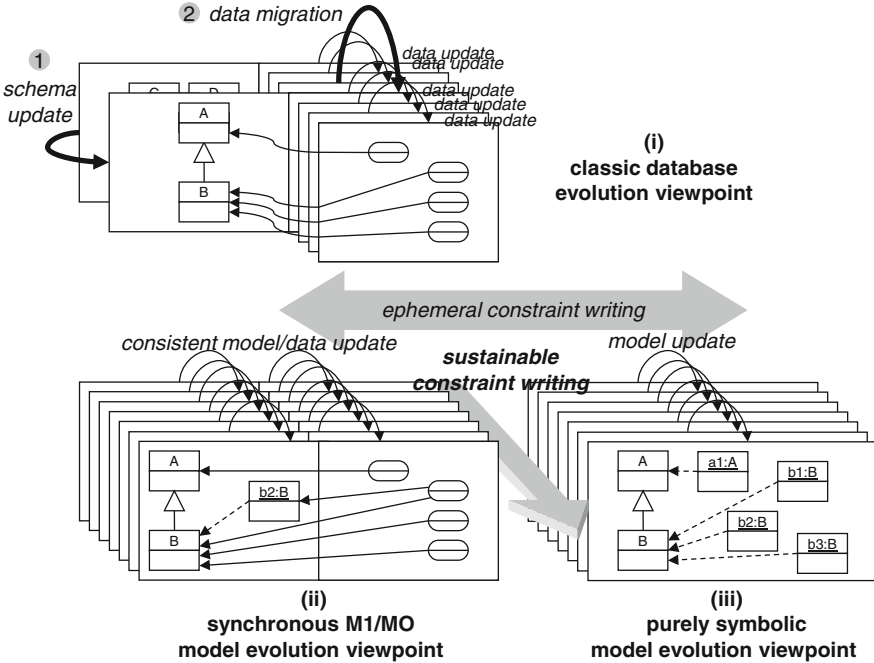 2 data migration
1
schema
update
data update
data update
data update
data update
data update
C D
A
B
(i)
classic database
evolution viewpoint
ephemeral constraint writing
consistent model/data update
sustainable
constraint writing
model update
A
b2:B
B
A
a1:A
b1:B
b2:B
B
b3:B
(ii)
synchronous M1/MO
model evolution viewpoint
(iii)
purely symbolic
model evolution viewpoint